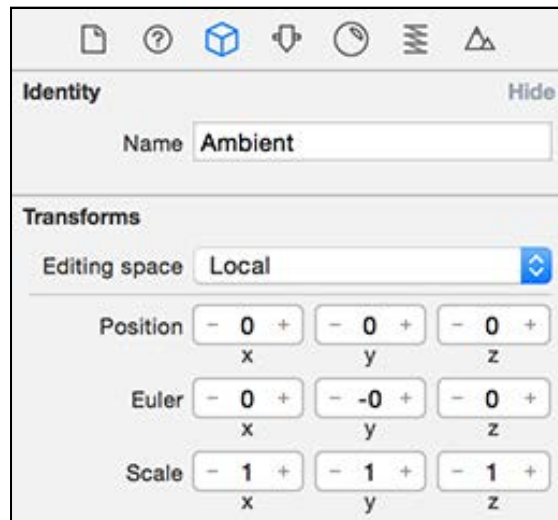 Identity Hide
Name Ambient
Transforms
Editing space Local
Position - 0 + - 0 + - 0 +
x y z
Euler - 0 + - -0 + - 0 +
x y z
Scale - 1 + - 1 + - 1 +
x y z